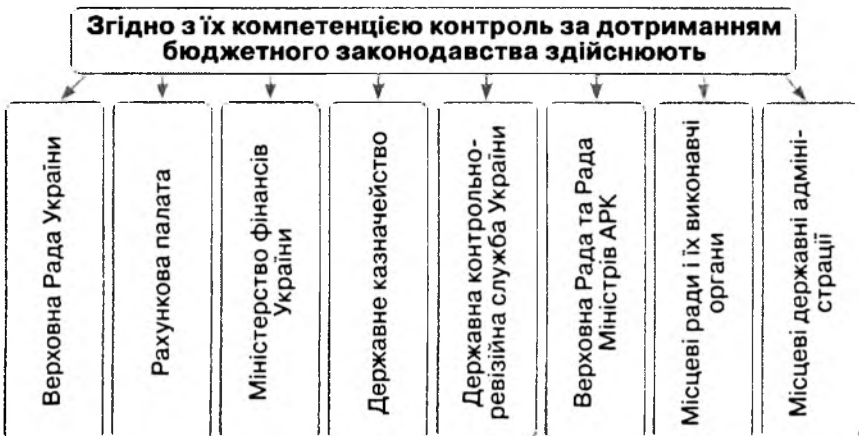 Згідно з їх компетенцією контроль за дотриманням
бюджетного законодавства здійснюють
Верховна Рада України
Рахункова палата
Міністерство фінансів
України
Державне казначейство
Державна контрольно-
ревізійна служба України
Верховна Рада та Рада
Міністрів АРК
Місцеві ради і їх виконавчі
органи
Місцеві державні адміні-
страції